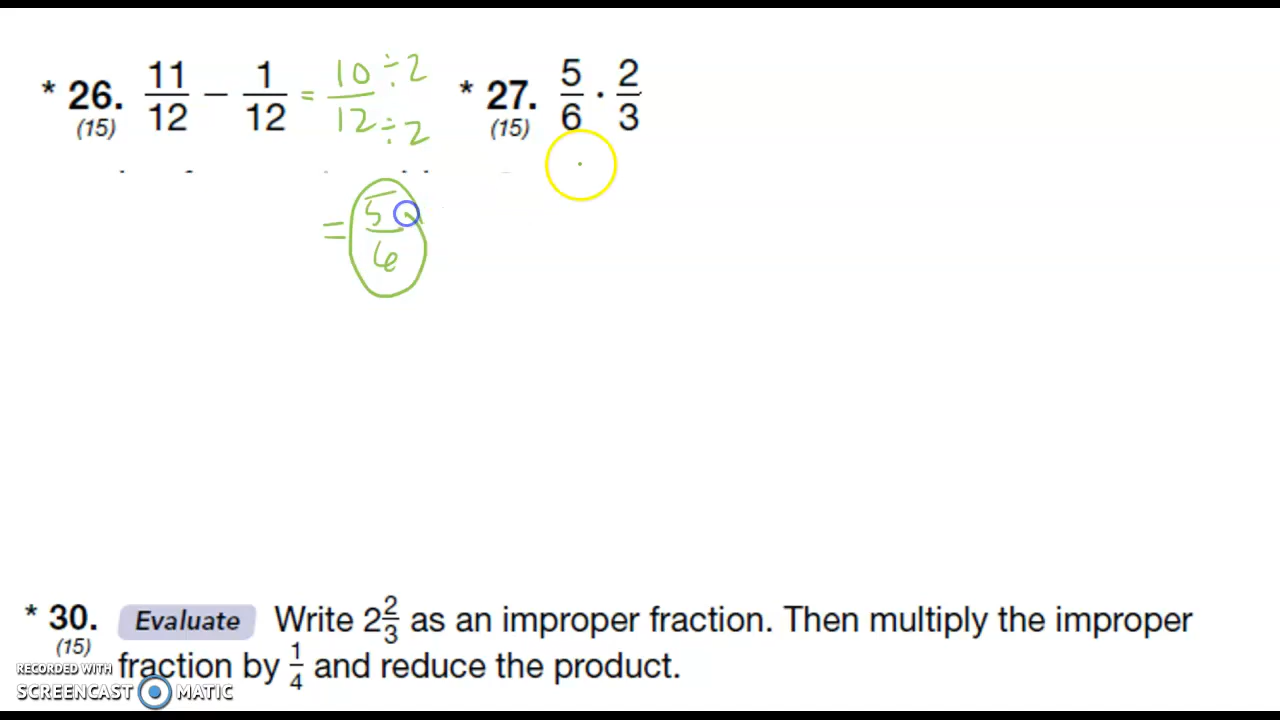 * 26. 11/12 − 1/12 = 10÷2/12÷2 * 27. 5/6 · 2/3
(15) (15)
= 5/6
* 30. Evaluate Write 2 2/3 as an improper fraction. Then multiply the improper
(15) fraction by 1/4 and reduce the product.
RECORDED WITH
SCREENCAST MATIC